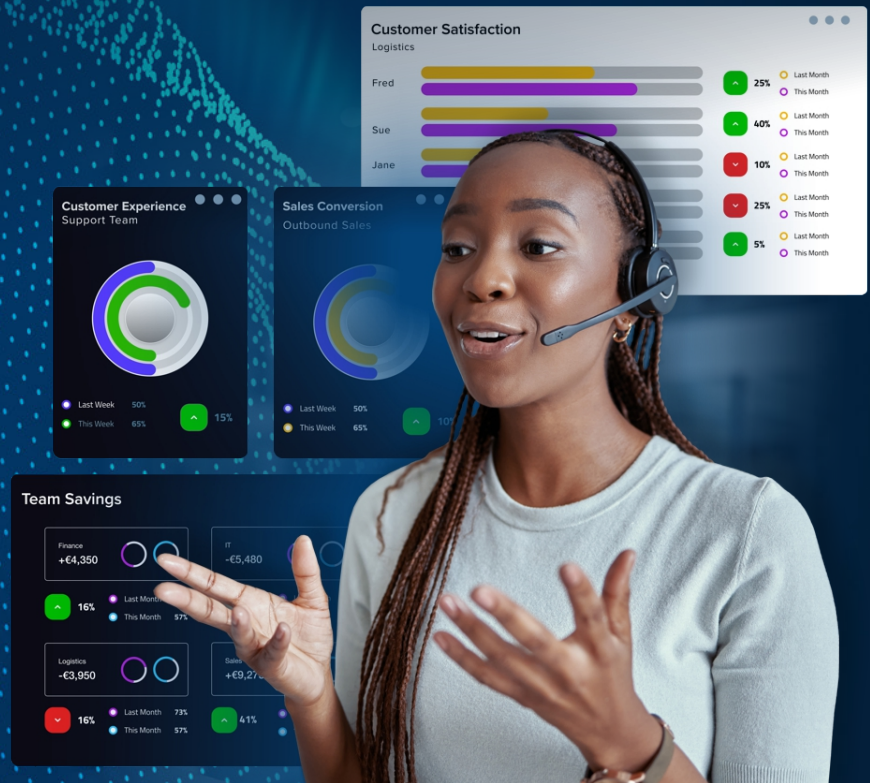 Customer Satisfaction
Logistics
Fred
25%
Last Month
This Month
Sue
40%
Last Month
This Month
Jane
10%
Last Month
This Month
25%
Last Month
This Month
5%
Last Month
This Month
Customer Experience
Support Team
Last Week 50%
This Week 65%
15%
Sales Conversion
Outbound Sales
Last Week 50%
This Week 65%
Team Savings
Finance
+€4,350
16%
Last Month
This Month 57%
IT
-€5,480
Logistics
-€3,950
16%
Last Month 73%
This Month 57%
Sales
41%